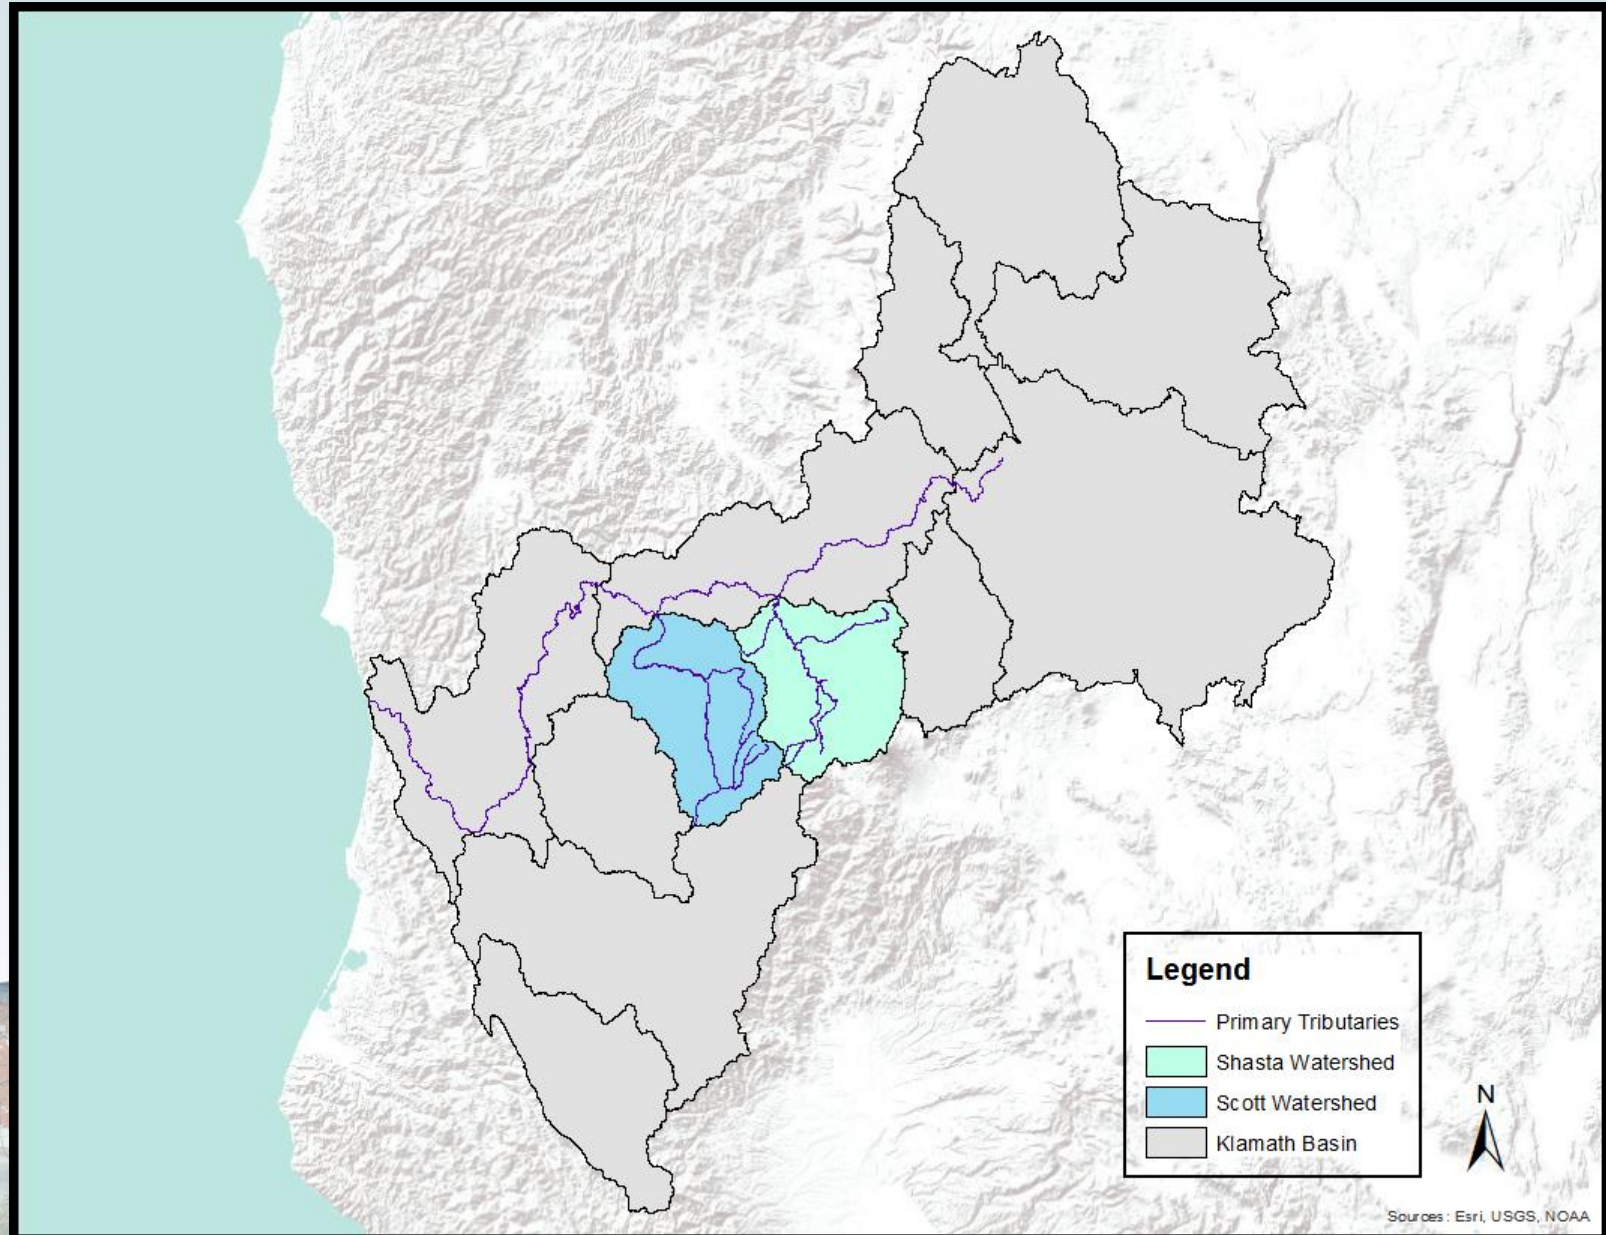 Legend
Primary Tributaries
Shasta Watershed
Scott Watershed
Klamath Basin
N
Sources: Esri, USGS, NOAA